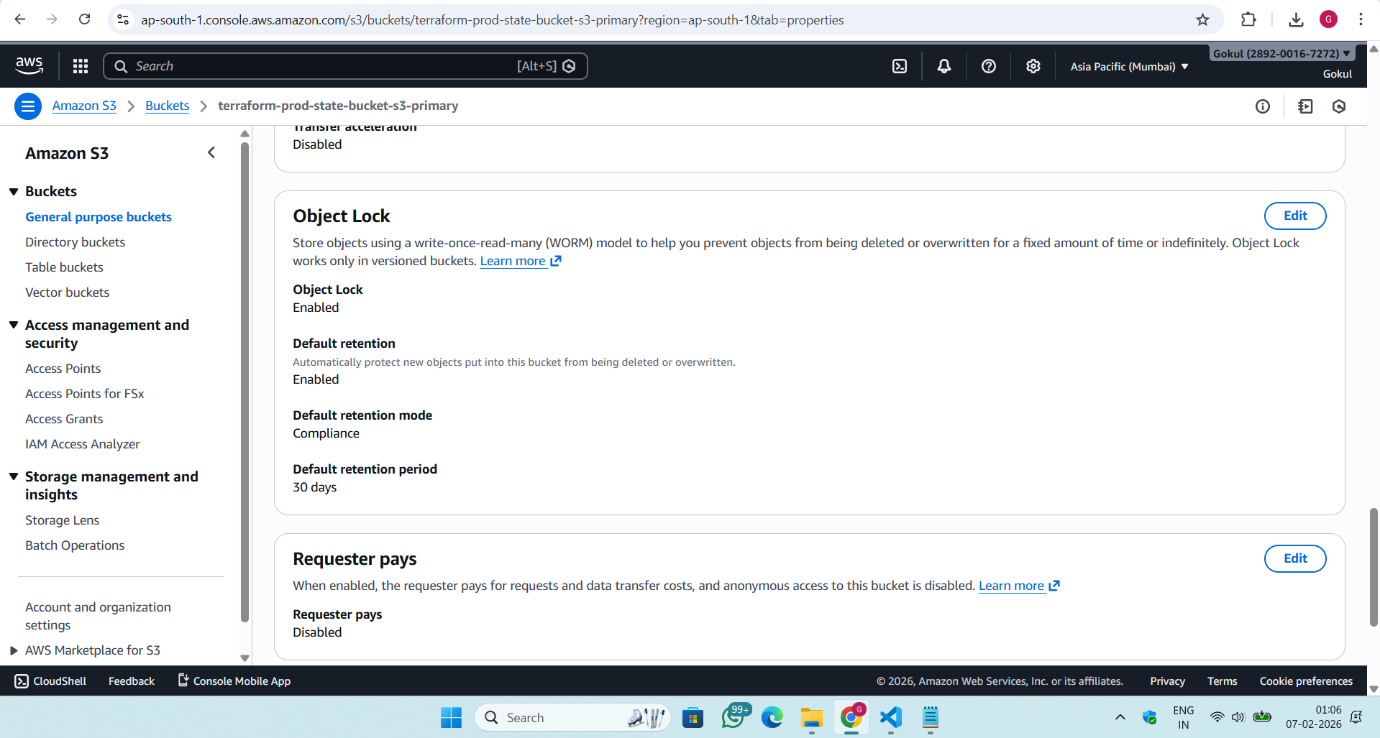 ap-south-1.console.aws.amazon.com/s3/buckets/terraform-prod-state-bucket-s3-primary?region=ap-south-1&tab=properties
G
aws
Search
[Alt+S]
Asia Pacific (Mumbai)
Gokul (2892-0016-7272)
Gokul
Amazon S3
Buckets
terraform-prod-state-bucket-s3-primary
Amazon S3
Buckets
General purpose buckets
Directory buckets
Table buckets
Vector buckets
Access management and
security
Access Points
Access Points for FSx
Access Grants
IAM Access Analyzer
Storage management and
insights
Storage Lens
Batch Operations
Account and organization
settings
AWS Marketplace for S3
Transfer acceleration
Disabled
Object Lock
Edit
Store objects using a write-once-read-many (WORM) model to help you prevent objects from being deleted or overwritten for a fixed amount of time or indefinitely. Object Lock
works only in versioned buckets. Learn more
Object Lock
Enabled
Default retention
Automatically protect new objects put into this bucket from being deleted or overwritten.
Enabled
Default retention mode
Compliance
Default retention period
30 days
Requester pays
Edit
When enabled, the requester pays for requests and data transfer costs, and anonymous access to this bucket is disabled. Learn more
Requester pays
Disabled
CloudShell
Feedback
Console Mobile App
© 2026, Amazon Web Services, Inc. or its affiliates.
Privacy
Terms
Cookie preferences
Search
99+
G
ENG
IN
01:06
07-02-2026